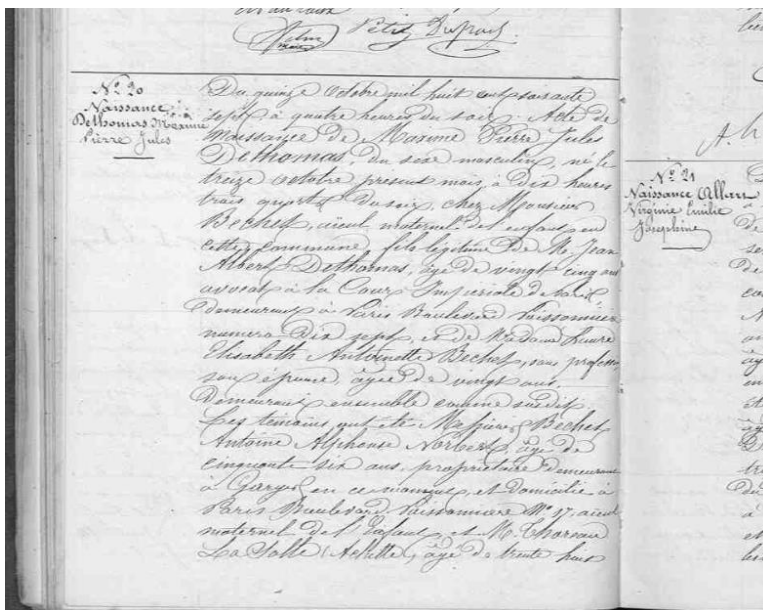 Petit Dupuis
N° 20
Naissance
Dethomas Maxime
Pierre Jules
Du quinze Octobre mil huit cent soixante
sept à quatre heures du soir. Acte de
naissance de Maxime Pierre Jules
Dethomas, du sexe masculin, né le
treize octobre présent mois, à dix heures
trois quarts du soir, chez Monsieur
Bechet, aïeul maternel de l'enfant en
cette commune, fils légitime de M. Jean
Albert Dethomas, âgé de vingt cinq ans
avocat à la Cour Impériale de Paris
demeurant à Paris Boulevard Poissonnière
numéro dix sept, et de Madame Laure
Elisabeth Antoinette Bechet, sans profession
son épouse, âgée de vingt ans,
demeurant ensemble comme susdit.
Les témoins ont été Messieurs Bechet
Antoine Alphonse Norbert, âgé de
cinquante six ans, propriétaire demeurant
à Garges en ce moment, et domicilié à
Paris Boulevard Poissonnière N° 17, aïeul
maternel de l'enfant, et M. Thoreau
La Salle (Achille), âgé de trente huit
A. h
N° 21
Naissance Allart
Virginie Emilie
Joséphine